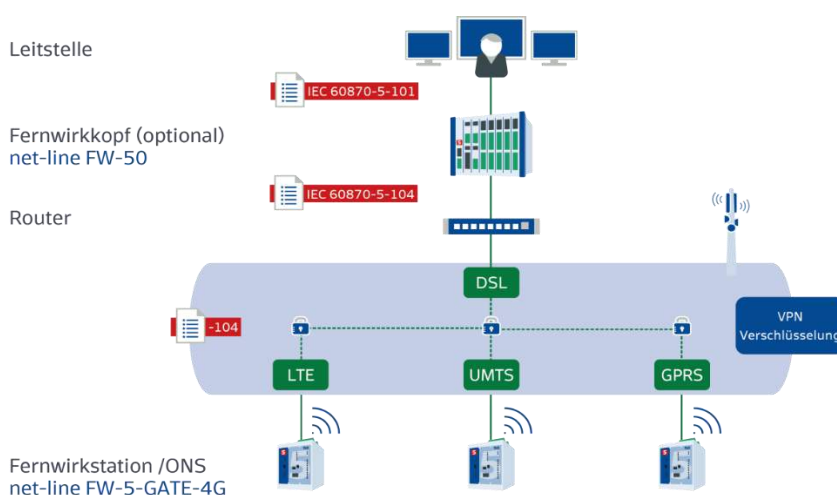 Leitstelle
IEC 60870-5-101
Fernwirkkopf (optional)
net-line FW-50
IEC 60870-5-104
Router
DSL
-104
VPN
Verschlüsselung
LTE
UMTS
GPRS
Fernwirkstation /ONS
net-line FW-5-GATE-4G